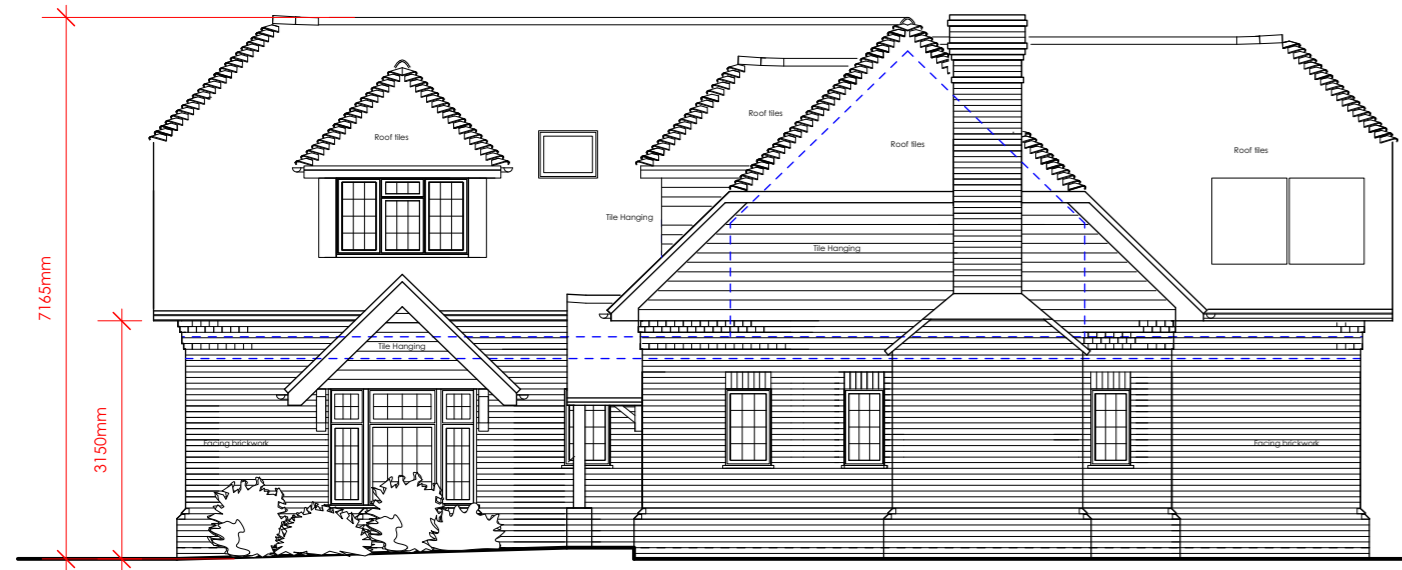 7165mm
3150mm
Roof tiles
Roof tiles
Roof tiles
Roof tiles
Tile Hanging
Tile Hanging
Tile Hanging
Facing brickwork
Facing brickwork